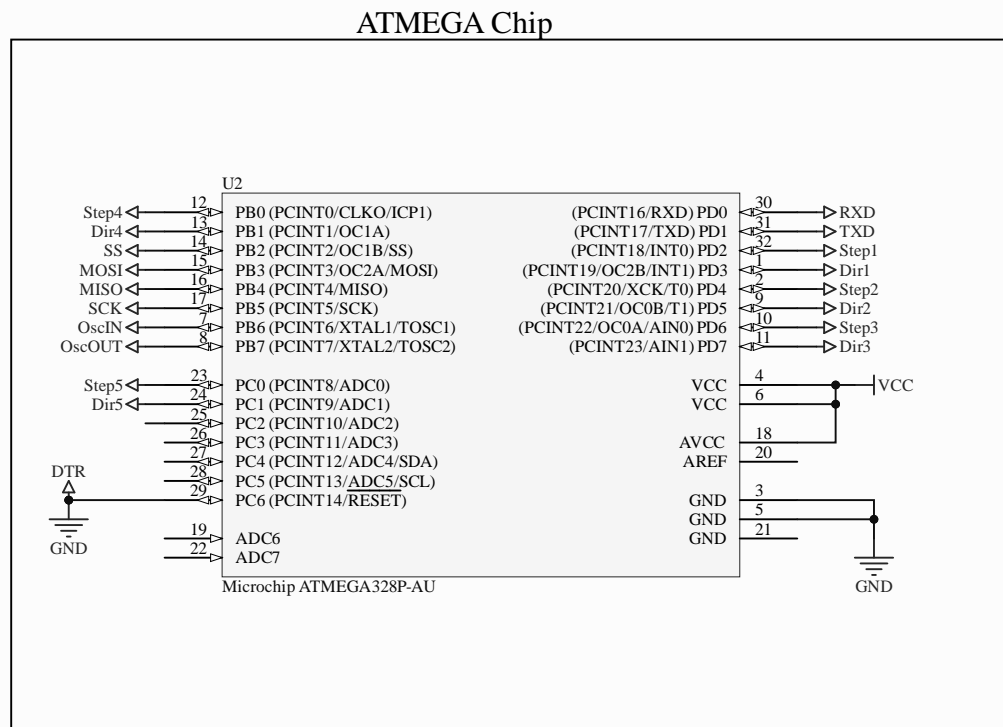 ATMEGA Chip
U2
Step4 12 PB0 (PCINT0/CLKO/ICP1) (PCINT16/RXD) PD0 30 RXD
Dir4 13 PB1 (PCINT1/OC1A) (PCINT17/TXD) PD1 31 TXD
SS 14 PB2 (PCINT2/OC1B/SS) (PCINT18/INT0) PD2 32 Step1
MOSI 15 PB3 (PCINT3/OC2A/MOSI) (PCINT19/OC2B/INT1) PD3 1 Dir1
MISO 16 PB4 (PCINT4/MISO) (PCINT20/XCK/T0) PD4 2 Step2
SCK 17 PB5 (PCINT5/SCK) (PCINT21/OC0B/T1) PD5 9 Dir2
OscIN 7 PB6 (PCINT6/XTAL1/TOSC1) (PCINT22/OC0A/AIN0) PD6 10 Step3
OscOUT 8 PB7 (PCINT7/XTAL2/TOSC2) (PCINT23/AIN1) PD7 11 Dir3
Step5 23 PC0 (PCINT8/ADC0) VCC 4 VCC
Dir5 24 PC1 (PCINT9/ADC1) VCC 6
25 PC2 (PCINT10/ADC2)
26 PC3 (PCINT11/ADC3) AVCC 18
27 PC4 (PCINT12/ADC4/SDA) AREF 20
DTR 28 PC5 (PCINT13/ADC5/SCL)
29 PC6 (PCINT14/RESET) GND 3
GND 5
19 ADC6 GND 21
GND 22 ADC7
GND
Microchip ATMEGA328P-AU